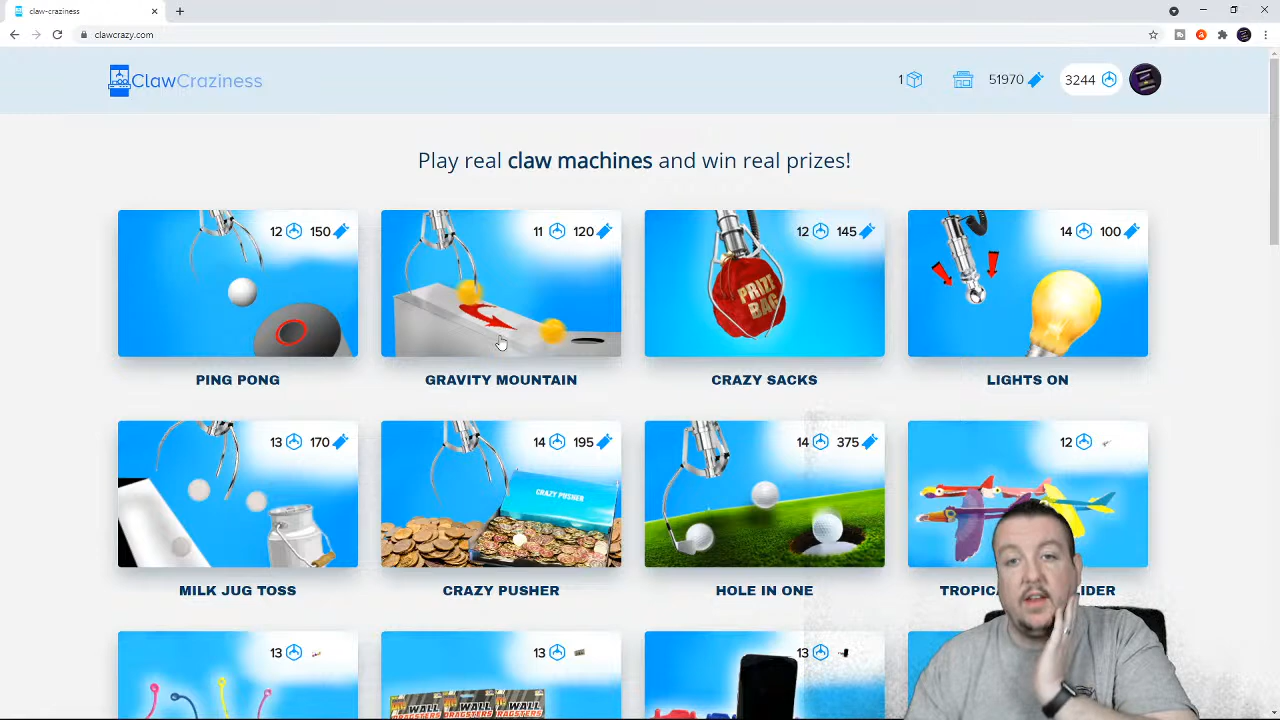 claw-craziness
clawcrazy.com
ClawCraziness
1
51970
3244
Play real claw machines and win real prizes!
12 150
11 120
12 145
14 100
PRIZE
BAG
PING PONG
GRAVITY MOUNTAIN
CRAZY SACKS
LIGHTS ON
13 170
14 195
14 375
12
CRAZY PUSHER
MILK JUG TOSS
CRAZY PUSHER
HOLE IN ONE
TROPIC LIDER
13
13
13
WALL
DRAGSTERS
WALL
DRAGSTERS
WALL
DRAGSTERS